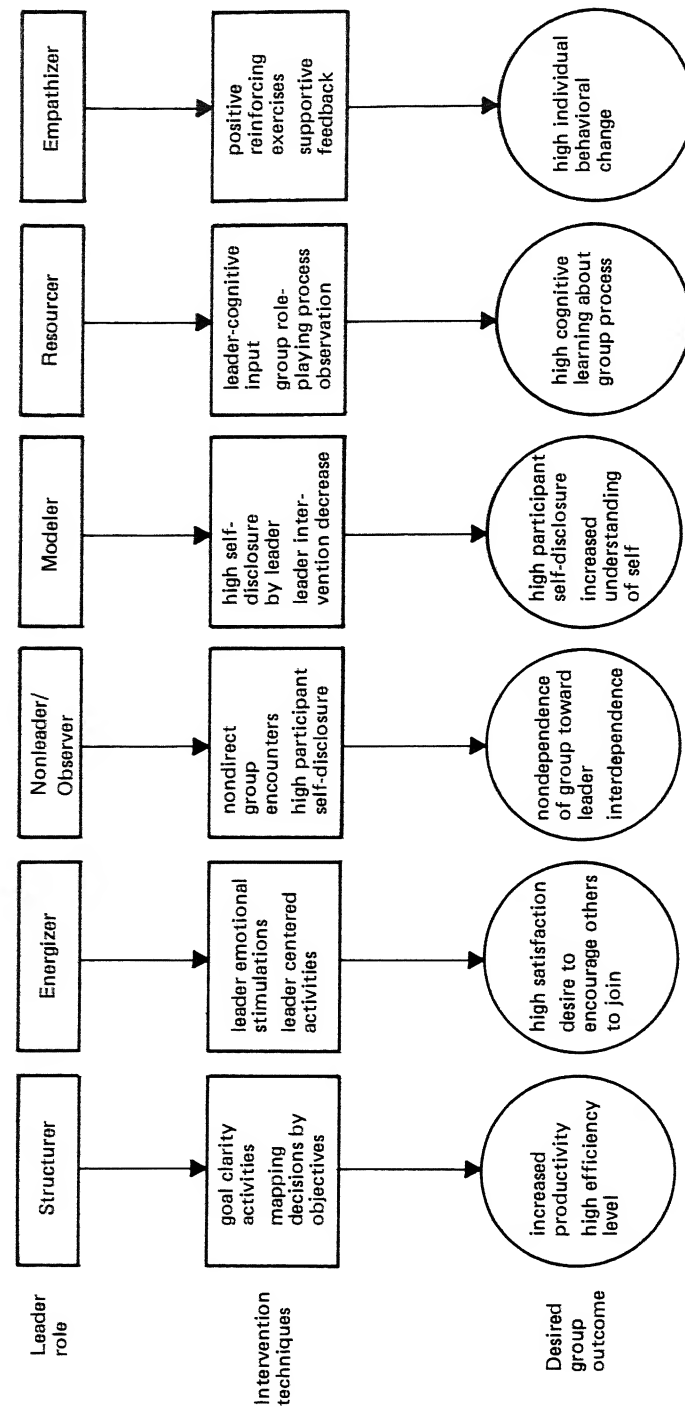 Leader
role
Structurer
Energizer
Nonleader/
Observer
Modeler
Resourcer
Empathizer
Intervention
techniques
goal clarity
activities
mapping
decisions by
objectives
leader emotional
stimulations
leader centered
activities
nondirect
group
encounters
high participant
self-disclosure
high self-
disclosure
by leader
leader inter-
vention decrease
leader-cognitive
input
group role-
playing process
observation
positive
reinforcing
exercises
supportive
feedback
Desired
group
outcome
increased
productivity
high efficiency
level
high satisfaction
desire to
encourage others
to join
nondependence
of group toward
leader
interdependence
high participant
self-disclosure
increased
understanding
of self
high cognitive
learning about
group process
high individual
behavioral
change